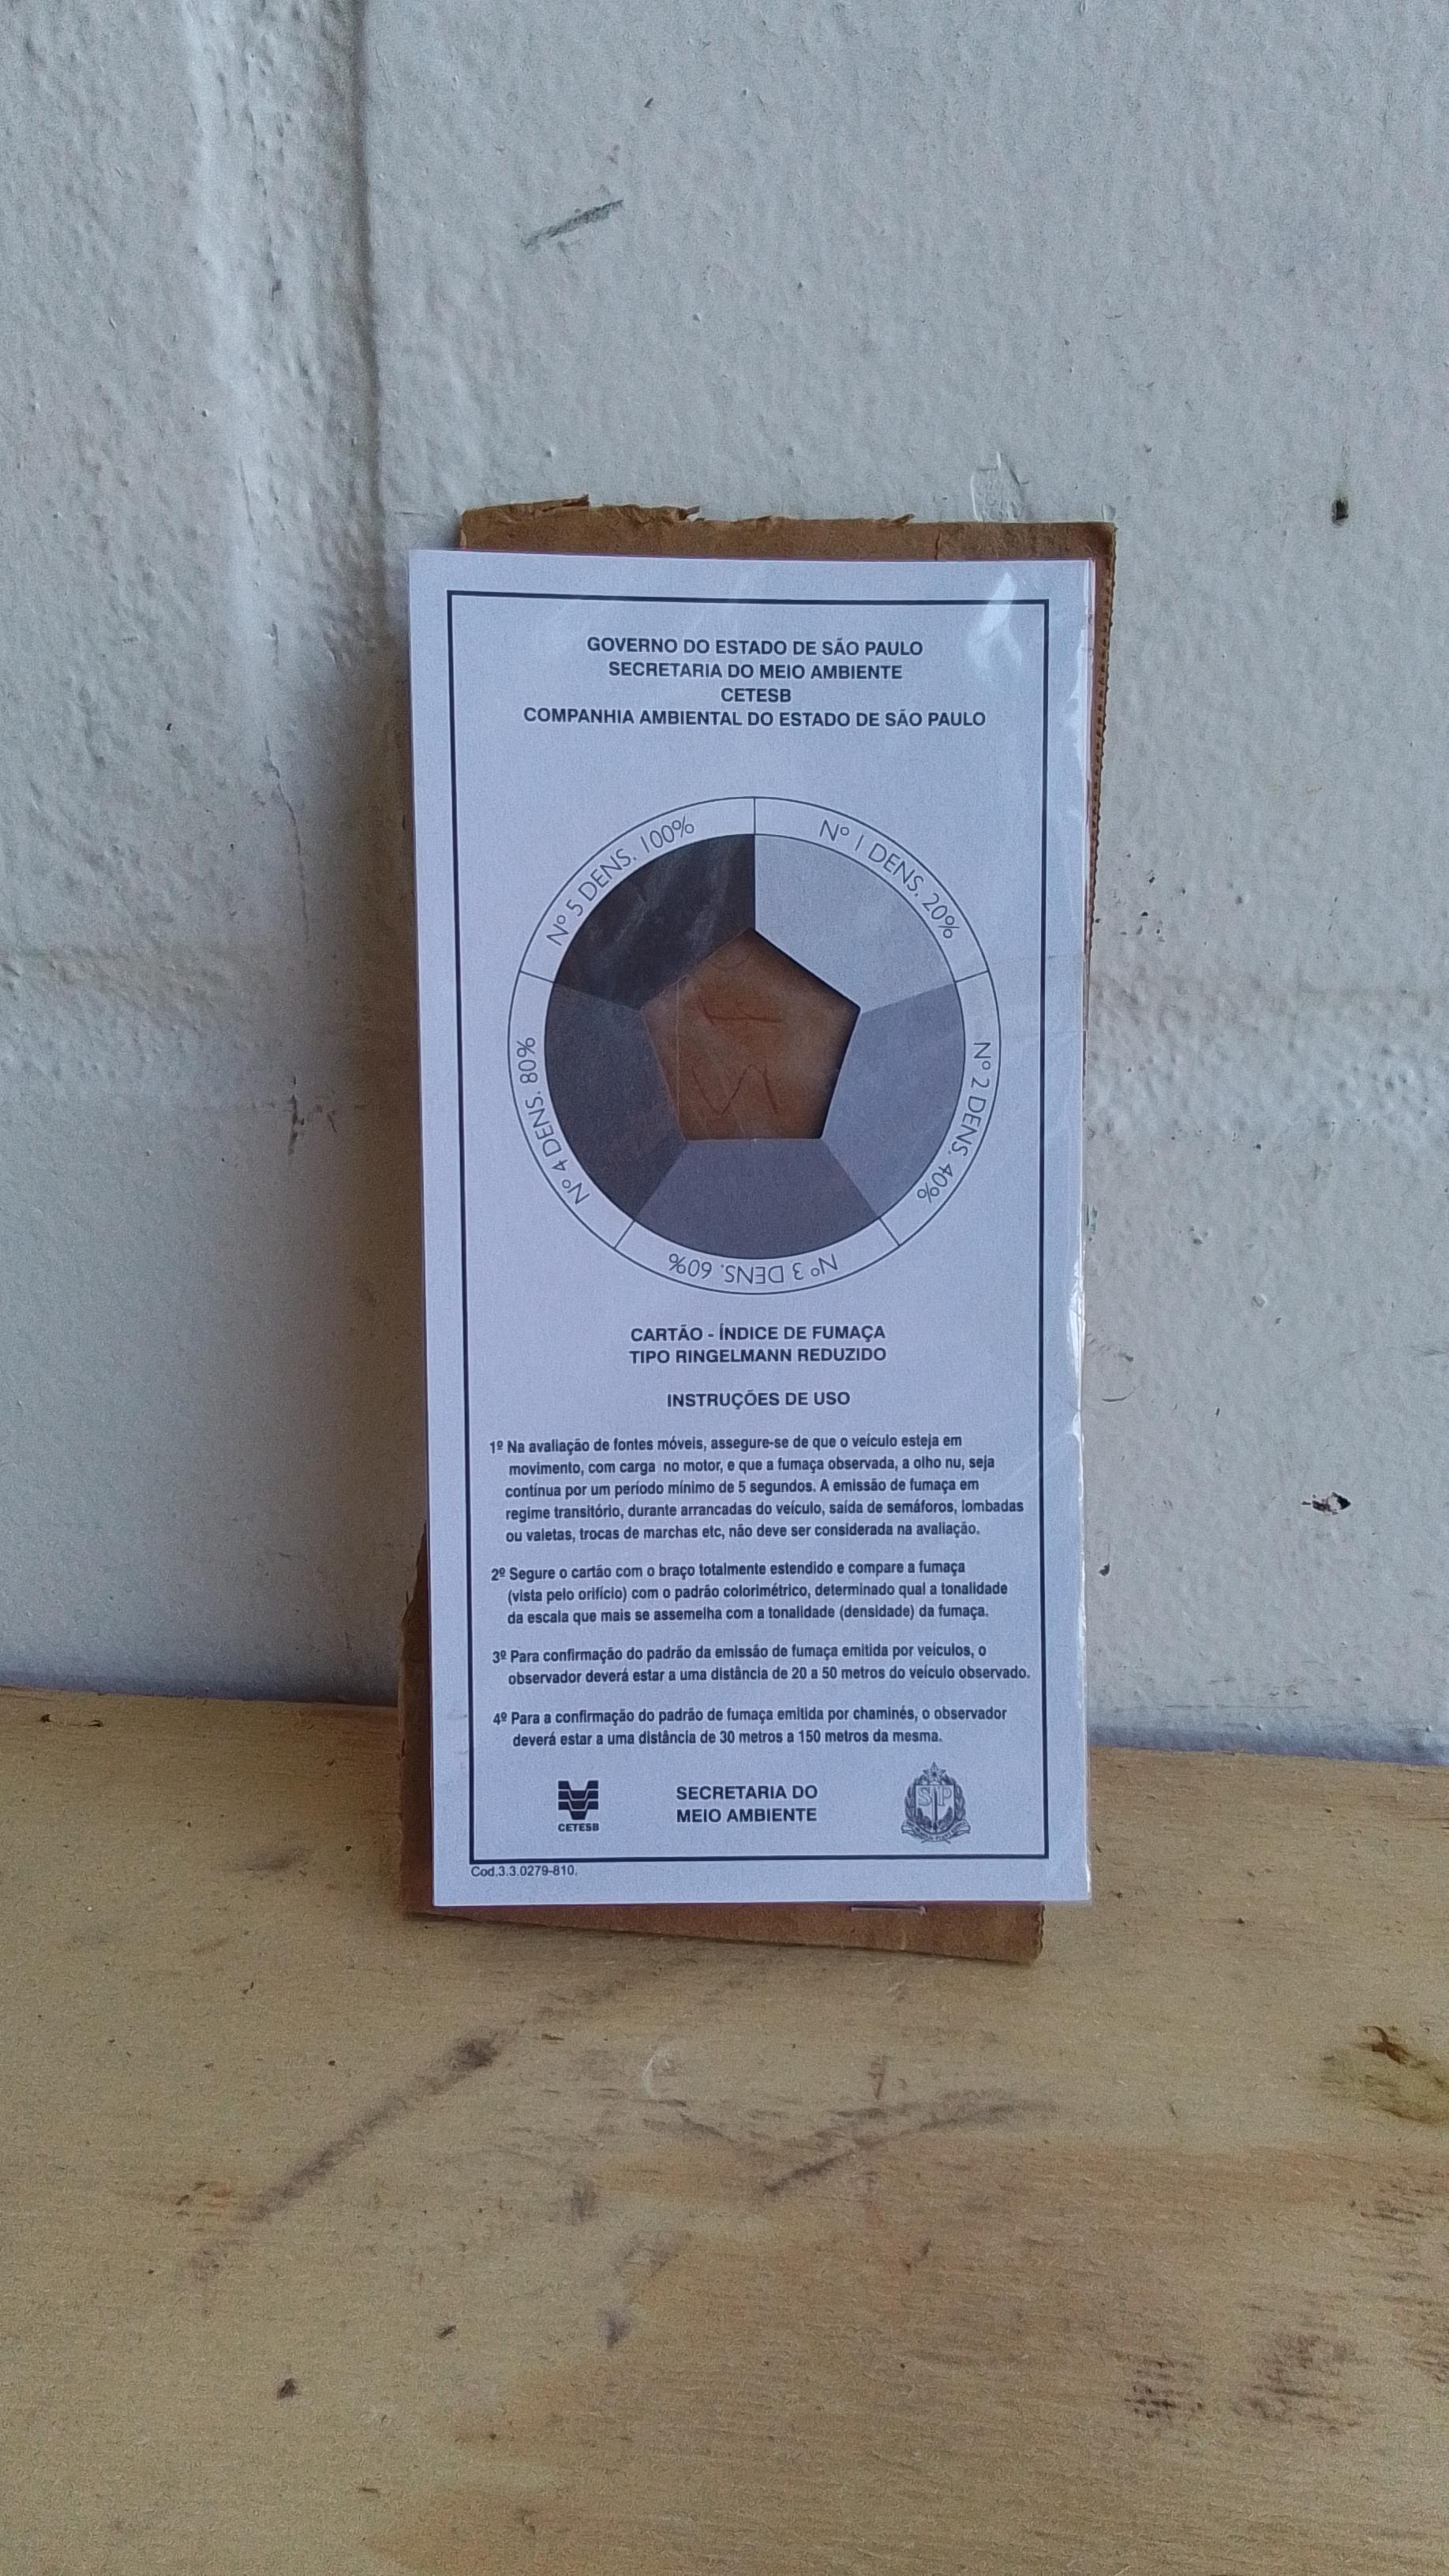 GOVERNO DO ESTADO DE SÃO PAULO
SECRETARIA DO MEIO AMBIENTE
CETESB
COMPANHIA AMBIENTAL DO ESTADO DE SÃO PAULO
Nº 1 DENS. 20%
Nº 2 DENS. 40%
Nº 3 DENS. 60%
Nº 4 DENS. 80%
Nº 5 DENS. 100%
CARTÃO - ÍNDICE DE FUMAÇA
TIPO RINGELMANN REDUZIDO
INSTRUÇÕES DE USO
1º Na avaliação de fontes móveis, assegure-se de que o veículo esteja em
movimento, com carga no motor, e que a fumaça observada, a olho nu, seja
contínua por um período mínimo de 5 segundos. A emissão de fumaça em
regime transitório, durante arrancadas do veículo, saída de semáforos, lombadas
ou valetas, trocas de marchas etc, não deve ser considerada na avaliação.
2º Segure o cartão com o braço totalmente estendido e compare a fumaça
(vista pelo orifício) com o padrão colorimétrico, determinado qual a tonalidade
da escala que mais se assemelha com a tonalidade (densidade) da fumaça.
3º Para confirmação do padrão da emissão de fumaça emitida por veículos, o
observador deverá estar a uma distância de 20 a 50 metros do veículo observado.
4º Para a confirmação do padrão de fumaça emitida por chaminés, o observador
deverá estar a uma distância de 30 metros a 150 metros da mesma.
CETESB
SECRETARIA DO
MEIO AMBIENTE
SP
Cod.3.3.0279-810.